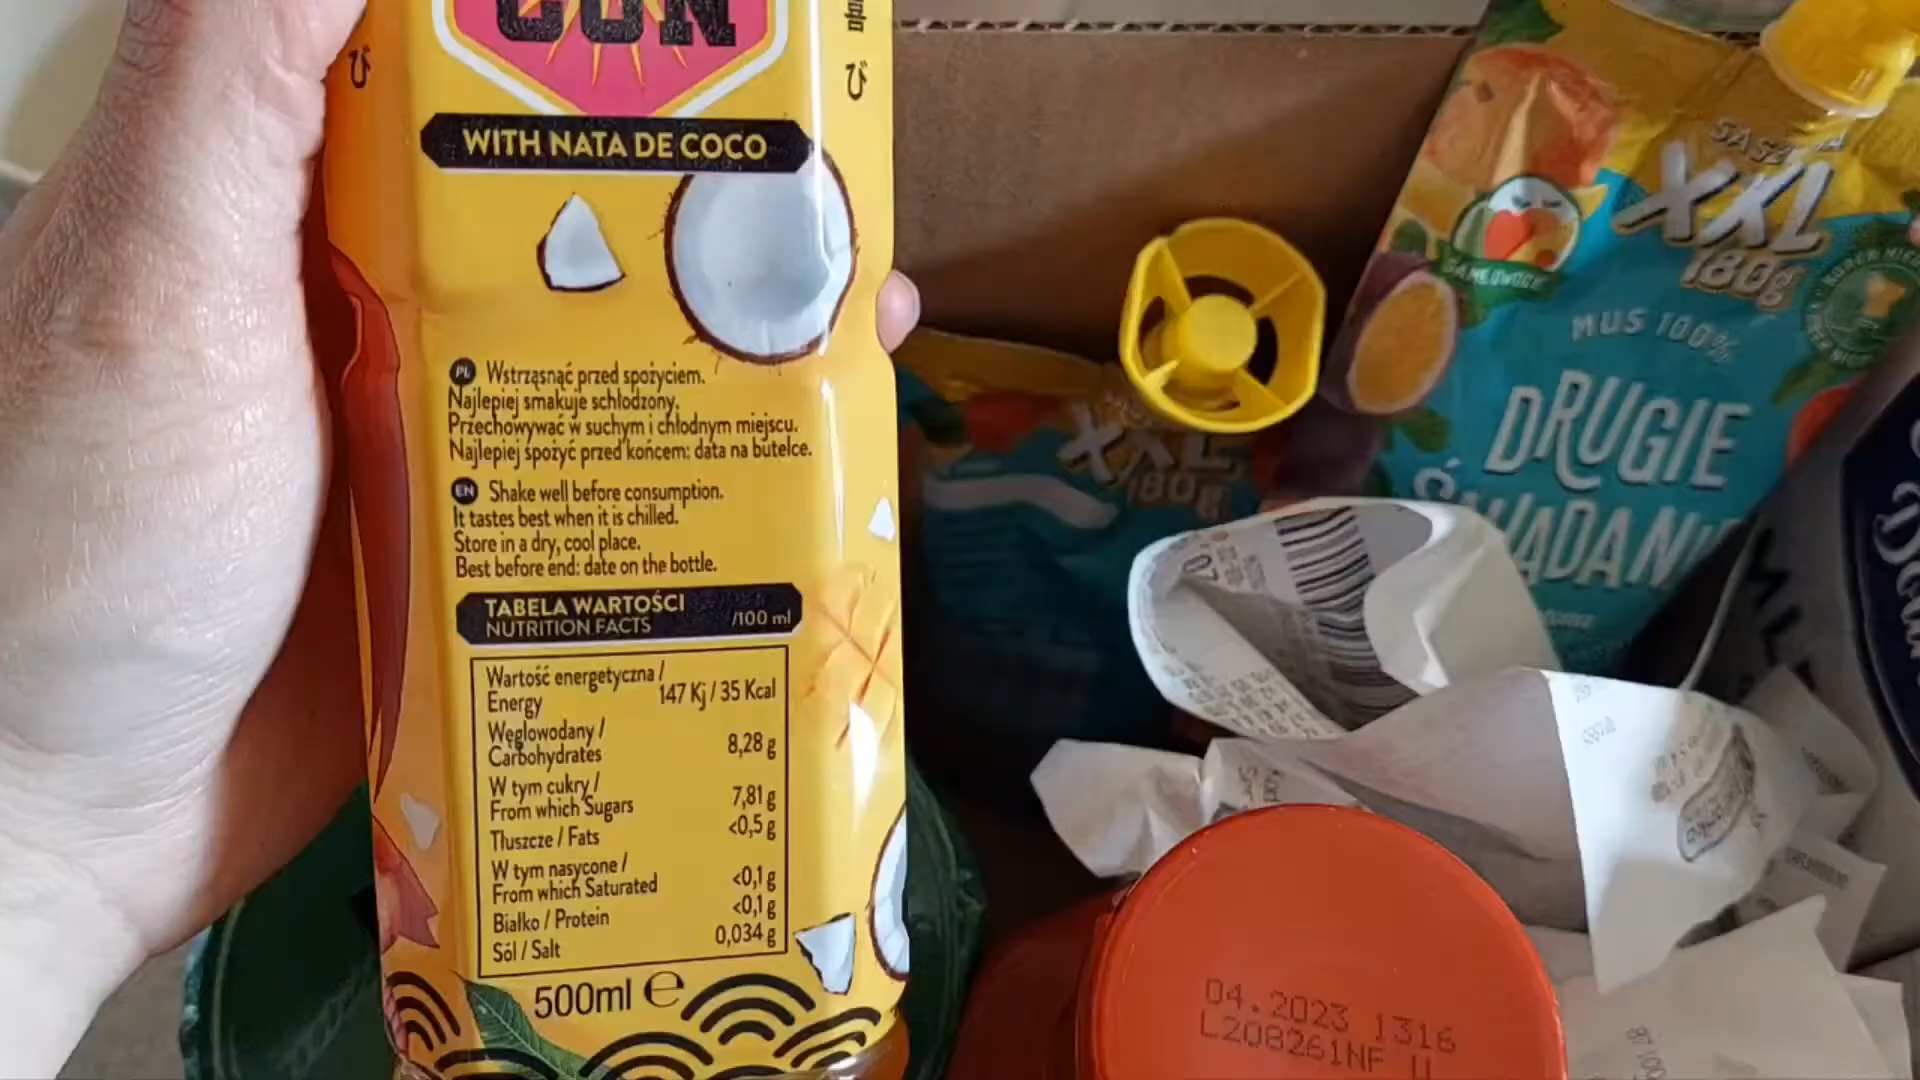 CON
WITH NATA DE COCO
PL Wstrząsnąć przed spożyciem.
Najlepiej smakuje schłodzony.
Przechowywać w suchym i chłodnym miejscu.
Najlepiej spożyć przed końcem: data na butelce.
EN Shake well before consumption.
It tastes best when it is chilled.
Store in a dry, cool place.
Best before end: date on the bottle.
TABELA WARTOŚCI
NUTRITION FACTS /100 ml
Wartość energetyczna /
Energy 147 Kj / 35 Kcal
Węglowodany /
Carbohydrates 8,28 g
W tym cukry /
From which Sugars 7,81 g
Tłuszcze / Fats <0,5 g
W tym nasycone /
From which Saturated <0,1 g
Białko / Protein <0,1 g
Sól / Salt 0,034 g
500ml e
XXL
180g
MUS 100%
DRUGIE
ŚNIADANIE
XXL
180g
04.2023 1316
L208261NF